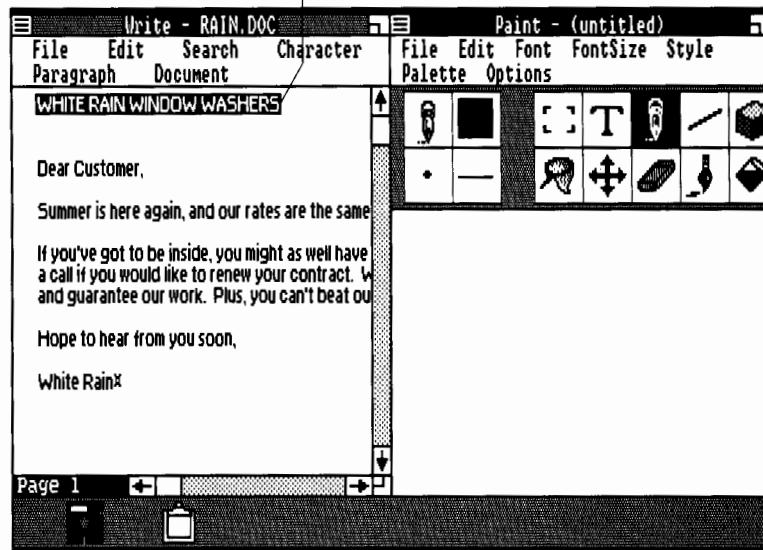 Write - RAIN.DOC
File Edit Search Character
Paragraph Document
WHITE RAIN WINDOW WASHERS
Dear Customer,
Summer is here again, and our rates are the same
If you've got to be inside, you might as well have
a call if you would like to renew your contract. W
and guarantee our work. Plus, you can't beat ou
Hope to hear from you soon,
White Rain
Page 1
Paint - (untitled)
File Edit Font FontSize Style
Palette Options
T